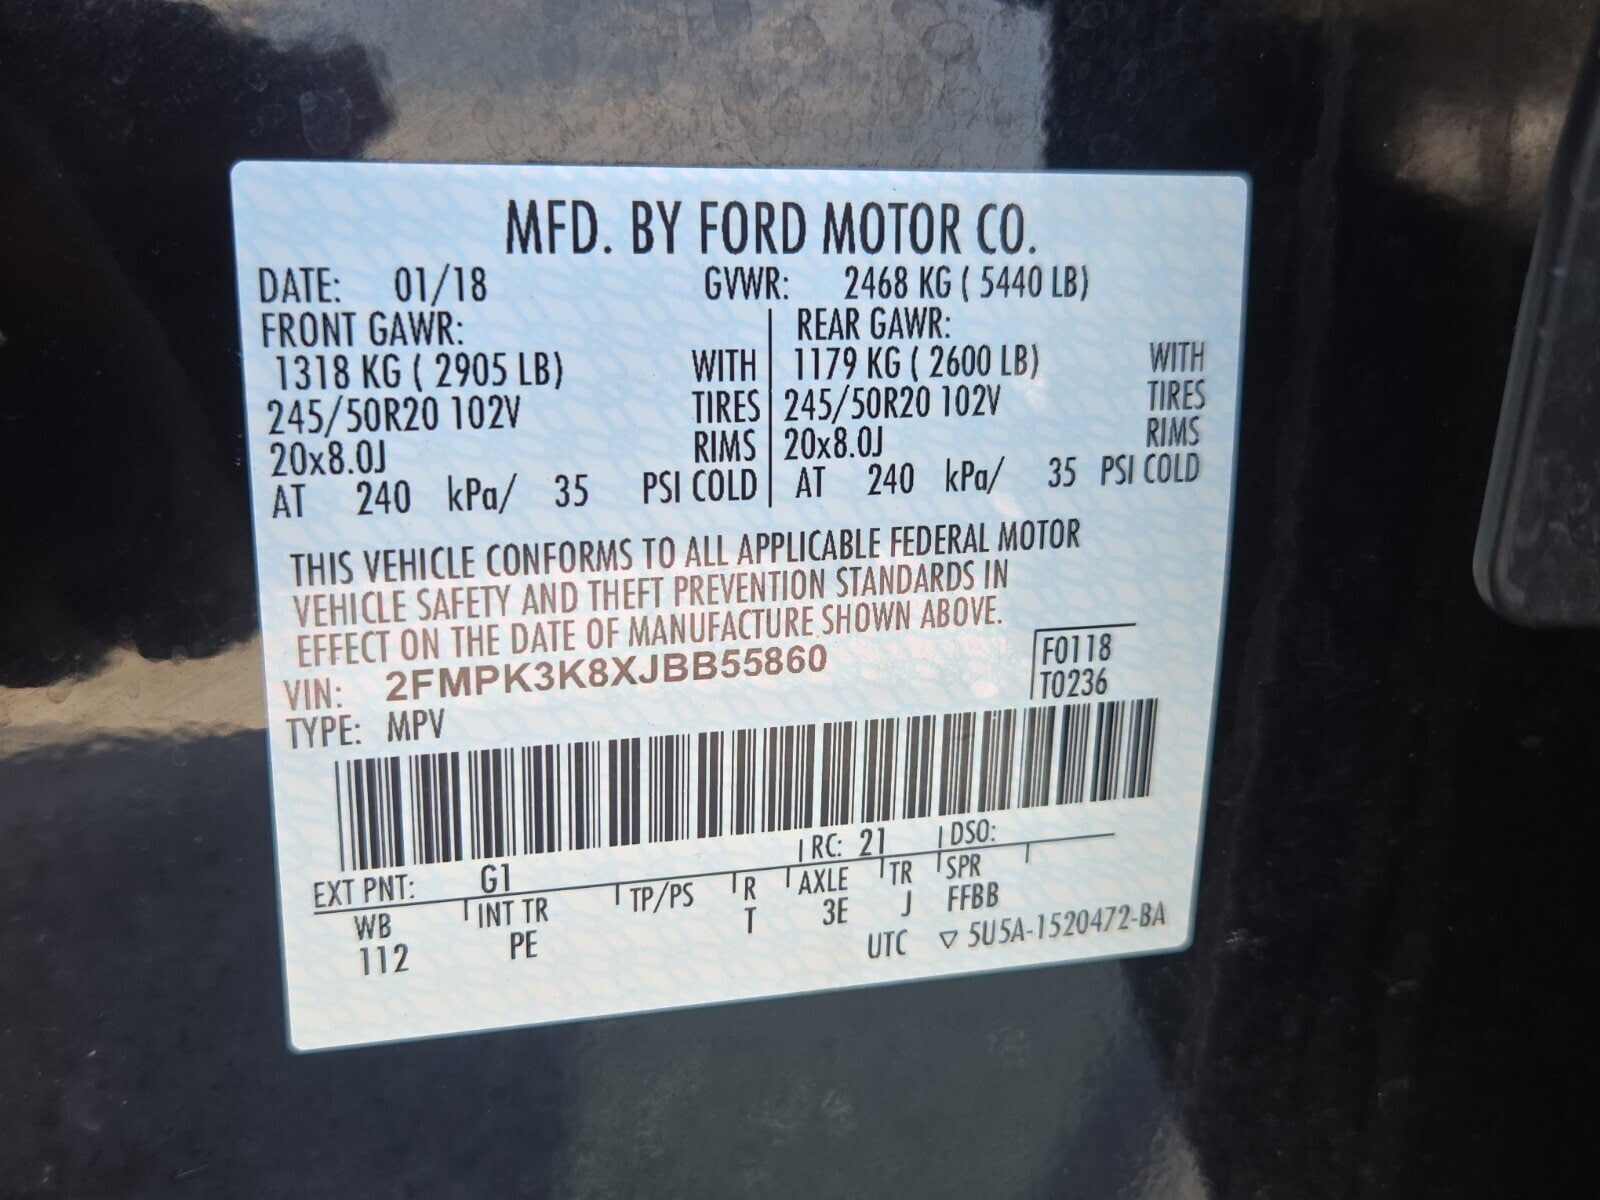 MFD. BY FORD MOTOR CO.
DATE: 01/18 GVWR: 2468 KG ( 5440 LB)
FRONT GAWR: REAR GAWR:
1318 KG ( 2905 LB) WITH 1179 KG ( 2600 LB) WITH
245/50R20 102V TIRES 245/50R20 102V TIRES
20x8.0J RIMS 20x8.0J RIMS
AT 240 kPa/ 35 PSI COLD AT 240 kPa/ 35 PSI COLD
THIS VEHICLE CONFORMS TO ALL APPLICABLE FEDERAL MOTOR
VEHICLE SAFETY AND THEFT PREVENTION STANDARDS IN
EFFECT ON THE DATE OF MANUFACTURE SHOWN ABOVE.
VIN: 2FMPK3K8XJBB55860 F0118
TYPE: MPV T0236
EXT PNT: G1 RC: 21 DSO:
WB INT TR TP/PS R AXLE TR SPR
112 PE T 3E J FFBB
UTC ▽ 5U5A-1520472-BA